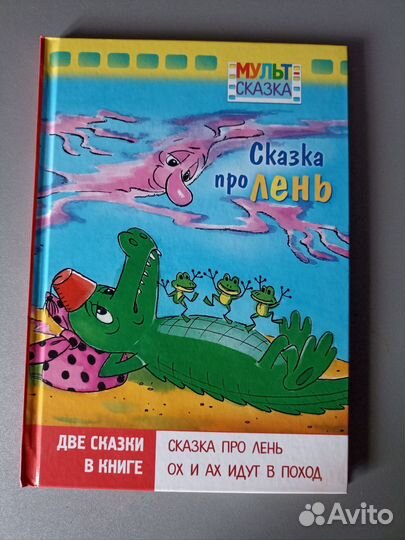 МУЛЬТ-
СКАЗКА
Сказка
про лень
ДВЕ СКАЗКИ
В КНИГЕ
СКАЗКА ПРО ЛЕНЬ
ОХ И АХ ИДУТ В ПОХОД
Avito